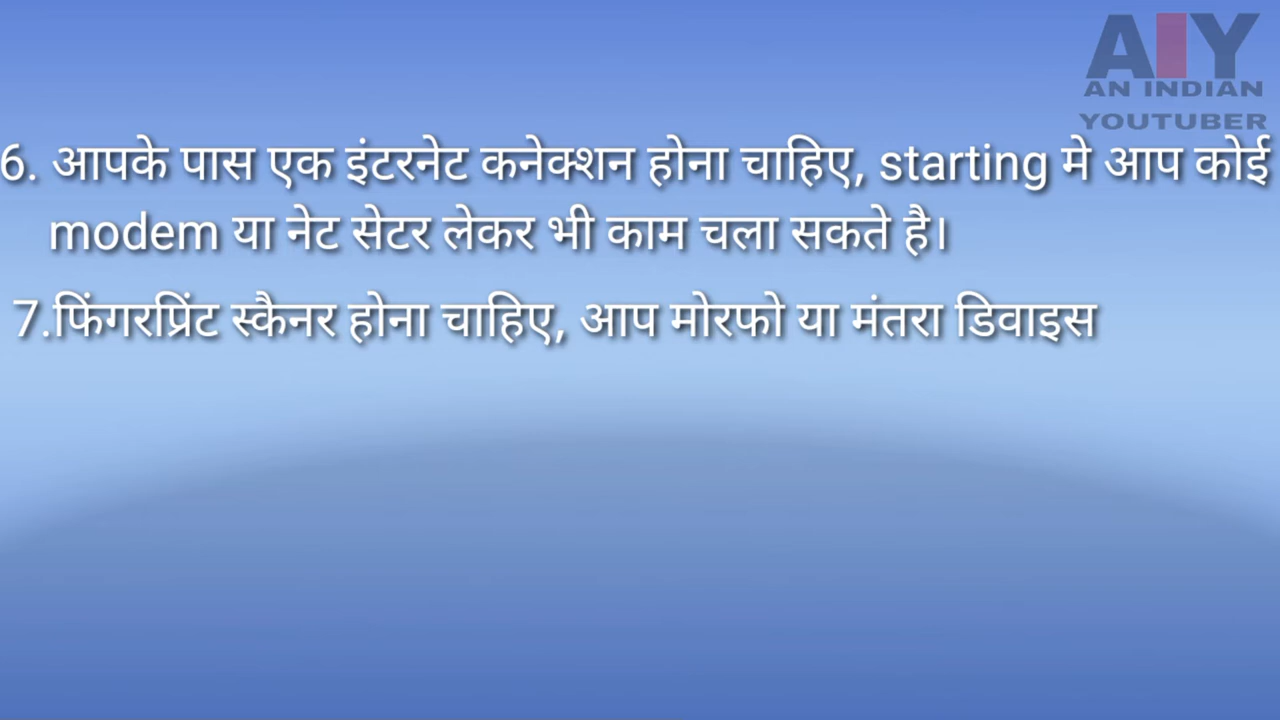 AIY
AN INDIAN
YOUTUBER
6. आपके पास एक इंटरनेट कनेक्शन होना चाहिए, starting मे आप कोई
modem या नेट सेटर लेकर भी काम चला सकते है।
7.फिंगरप्रिंट स्कैनर होना चाहिए, आप मोरफो या मंतरा डिवाइस